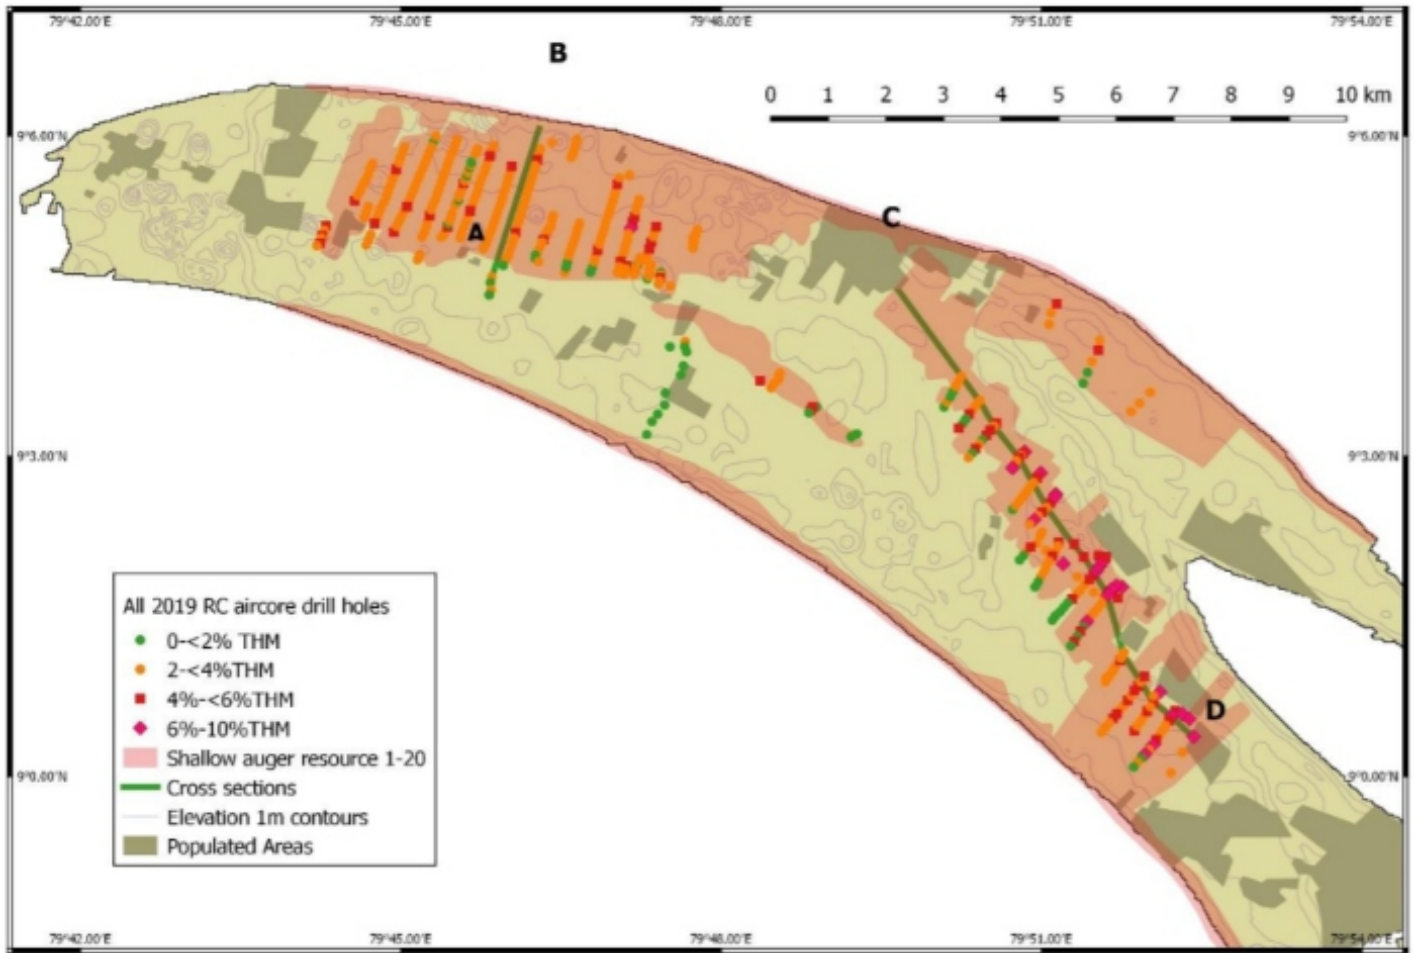 79°42.00'E 79°45.00'E 79°48.00'E 79°51.00'E 79°54.00'E
B
0 1 2 3 4 5 6 7 8 9 10 km
9°6.00'N 9°6.00'N
C
A
9°3.00'N 9°3.00'N
All 2019 RC aircore drill holes
0-<2% THM
2-<4%THM
4%-<6%THM
6%-10%THM
Shallow auger resource 1-20
Cross sections
Elevation 1m contours
Populated Areas
D
9°0.00'N 9°0.00'N
79°42.00'E 79°45.00'E 79°48.00'E 79°51.00'E 79°54.00'E